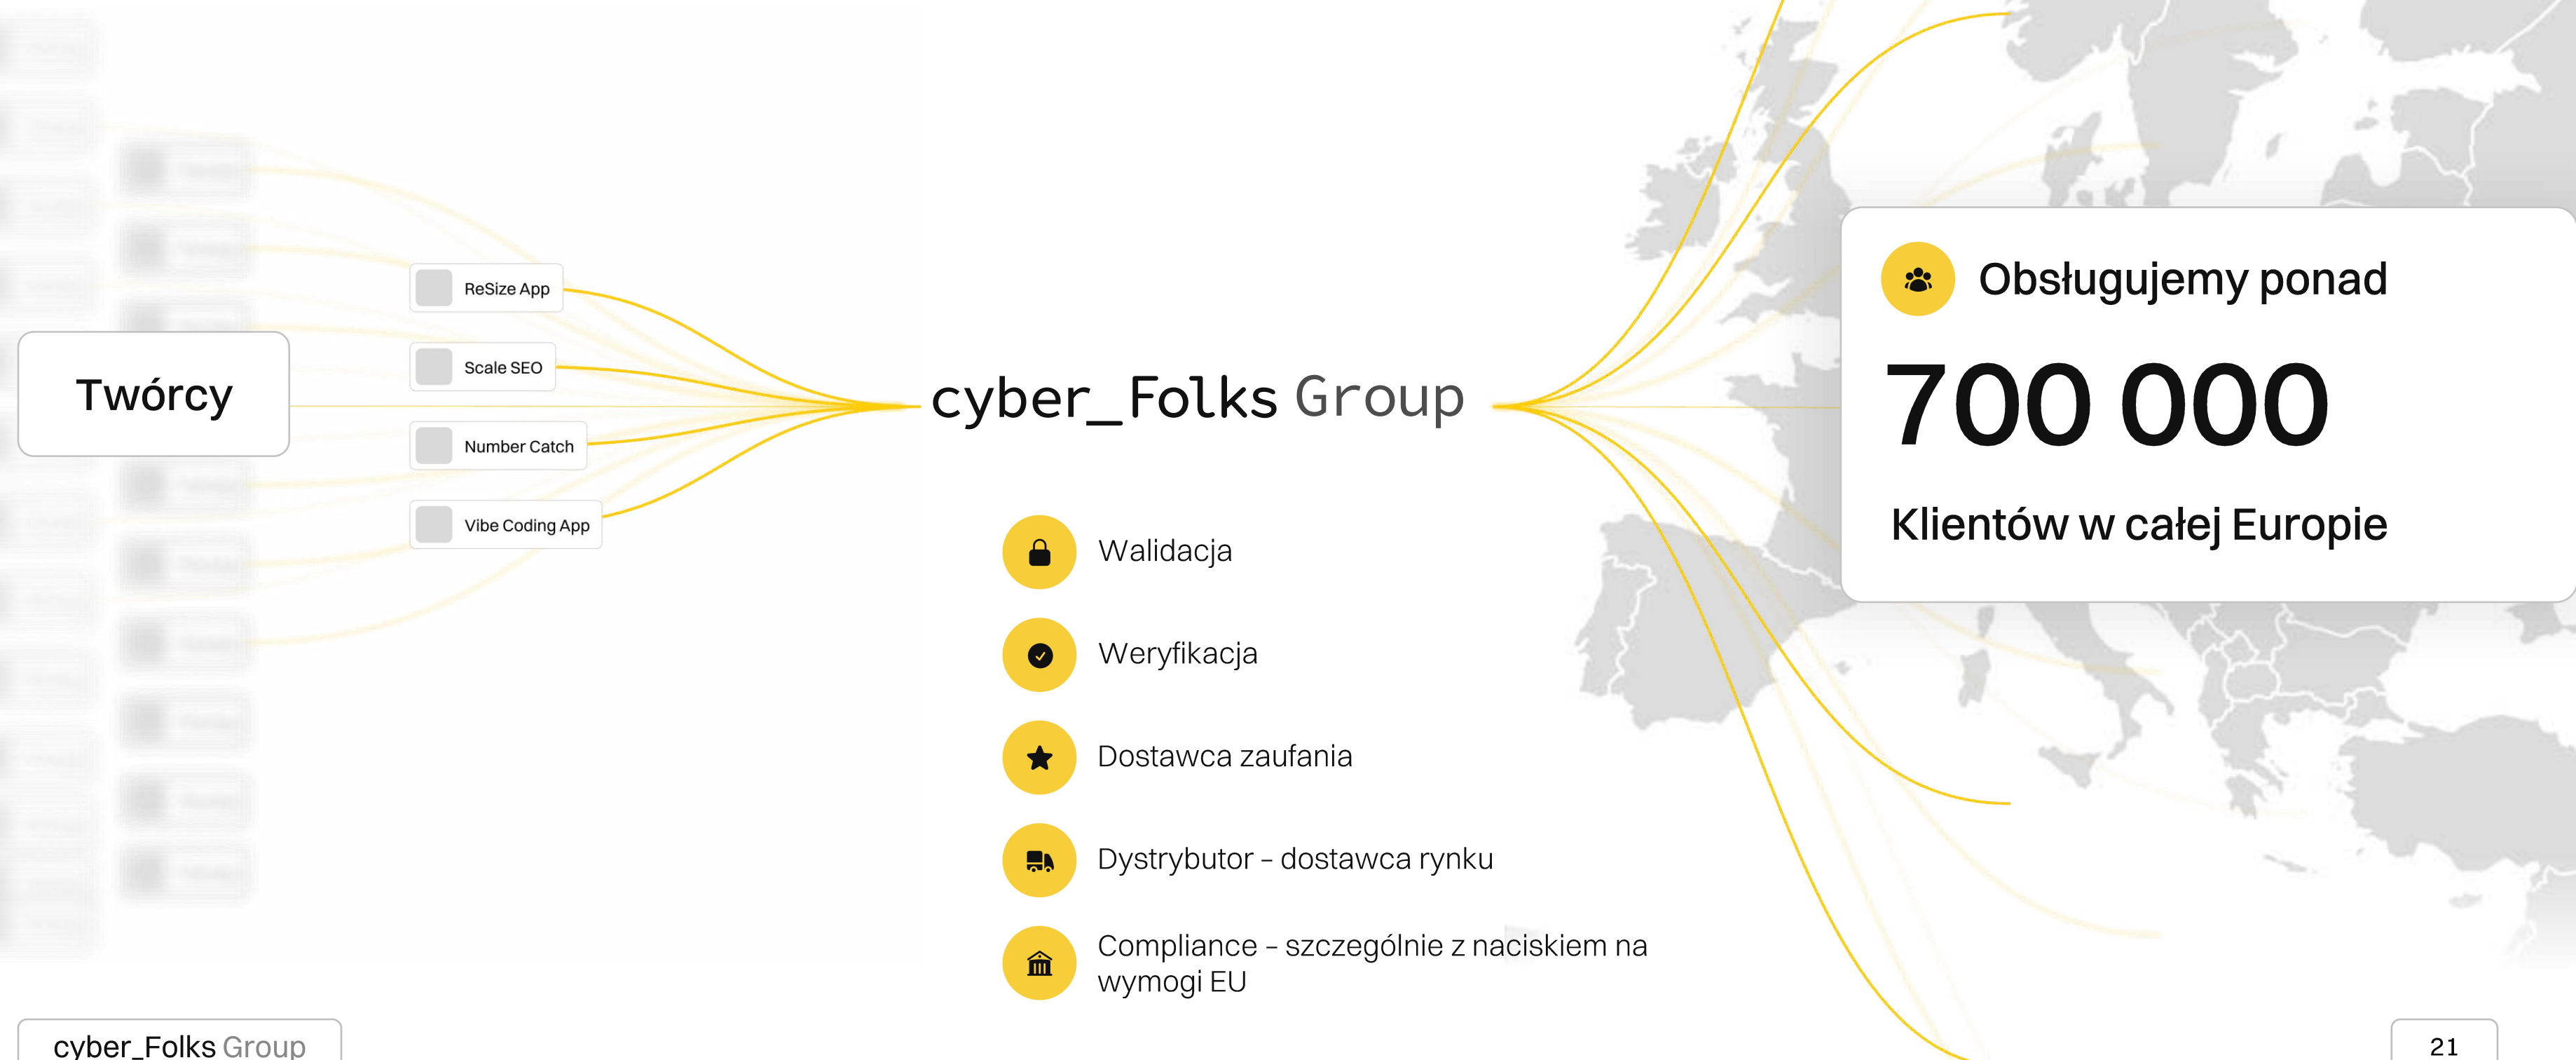 Twórcy
ReSize App
Scale SEO
Number Catch
Vibe Coding App
cyber_Folks Group
Walidacja
Weryfikacja
Dostawca zaufania
Dystrybutor – dostawca rynku
Compliance – szczególnie z naciskiem na
wymogi EU
Obsługujemy ponad
700 000
Klientów w całej Europie
cyber_Folks Group
21